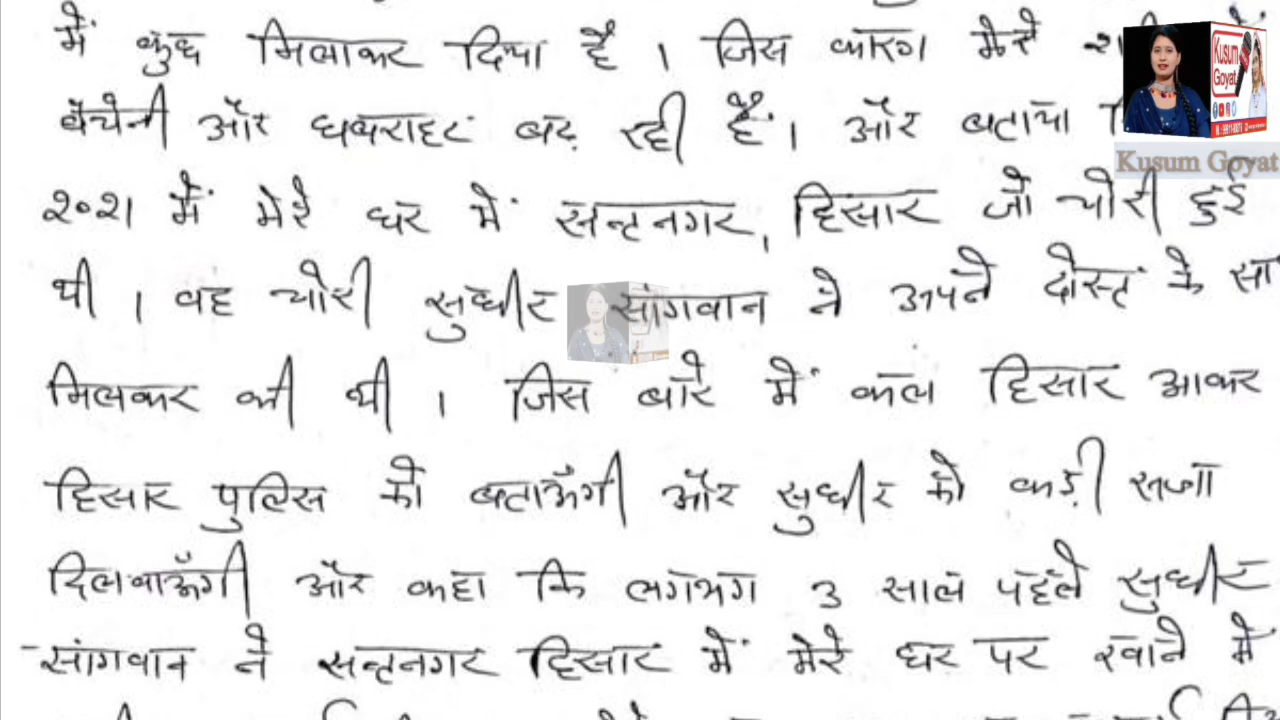 में कुछ मिलाकर दिया है । जिस कारण मेरे
बैचेनी और घबराहट बढ़ रही हैं । और बताया
२०२१ में मेरे घर में सन्तनगर, हिसार जो चोरी हुई
थी । वह चोरी सुधीर सांगवान ने अपने दोस्त के
मिलकर की थी । जिस बारे में कल हिसार आकर
हिसार पुलिस को बताऊँगी और सुधीर को कड़ी सजा
दिलवाऊँगी और कहा कि लगभग 3 साल पहले सुधीर
सांगवान ने सन्तनगर हिसार में मेरे घर पर खाने में
Kusum Goyat
Kusum Goyat